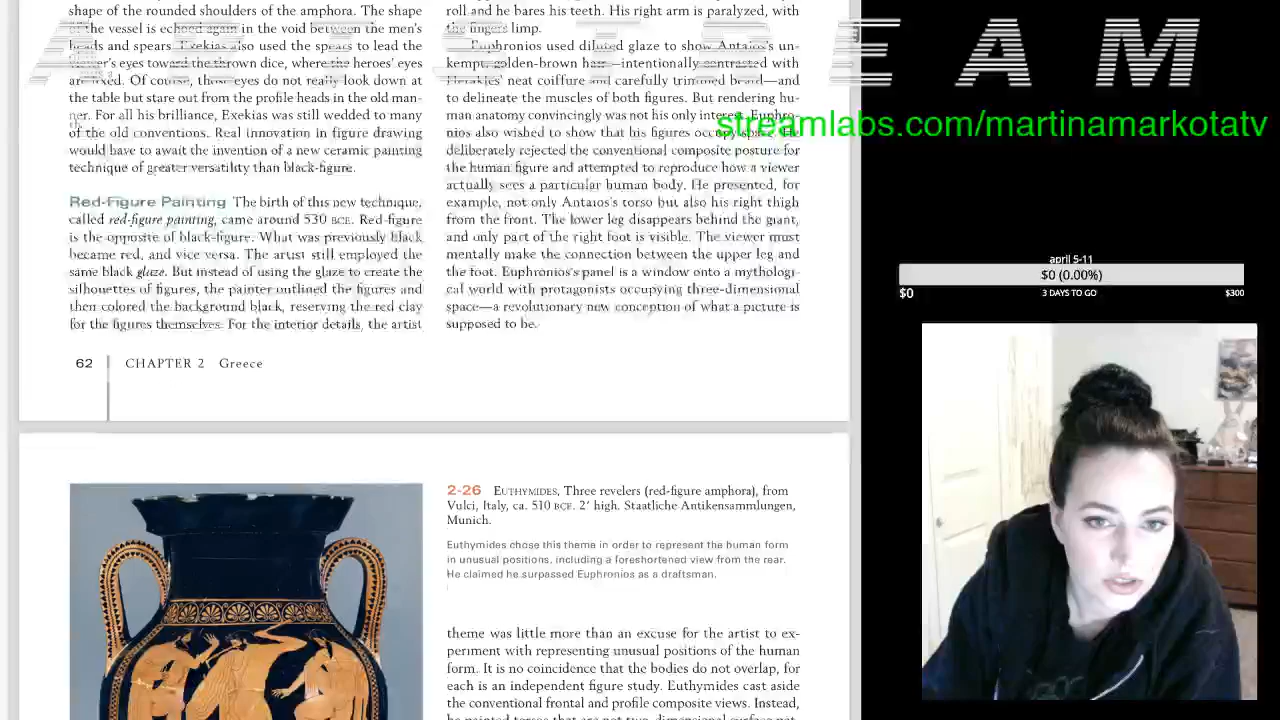 A R T S T R E A M
streamlabs.com/martinamarkotatv
shape of the rounded shoulders of the amphora. The shape
of the vessel is echoed again in the void between the men's
heads and spears. Exekias also used the spears to lead the
viewer's eyes toward the thrown dice, where the heroes' eyes
are fixed. Of course, those eyes do not really look down at
the table but stare out from the profile heads in the old man-
ner. For all his brilliance, Exekias was still wedded to many
of the old conventions. Real innovation in figure drawing
would have to await the invention of a new ceramic painting
technique of greater versatility than black-figure.
Red-Figure Painting The birth of this new technique,
called red-figure painting, came around 530 BCE. Red-figure
is the opposite of black-figure. What was previously black
became red, and vice versa. The artist still employed the
same black glaze. But instead of using the glaze to create the
silhouettes of figures, the painter outlined the figures and
then colored the background black, reserving the red clay
for the figures themselves. For the interior details, the artist
roll and he bares his teeth. His right arm is paralyzed, with
the fingers limp.
Euphronios used diluted glaze to show Antaios's un-
golden-brown hair—intentionally contrasted with
neat coiffure and carefully trimmed beard—and
to delineate the muscles of both figures. But rendering hu-
man anatomy convincingly was not his only interest. Euphro-
nios also wished to show that his figures occupy space. He
deliberately rejected the conventional composite posture for
the human figure and attempted to reproduce how a viewer
actually sees a particular human body. He presented, for
example, not only Antaios's torso but also his right thigh
from the front. The lower leg disappears behind the giant,
and only part of the right foot is visible. The viewer must
mentally make the connection between the upper leg and
the foot. Euphronios's panel is a window onto a mythologi-
cal world with protagonists occupying three-dimensional
space—a revolutionary new conception of what a picture is
supposed to be.
62 CHAPTER 2 Greece
2-26 EUTHYMIDES, Three revelers (red-figure amphora), from
Vulci, Italy, ca. 510 BCE. 2' high. Staatliche Antikensammlungen,
Munich.
Euthymides chose this theme in order to represent the human form
in unusual positions, including a foreshortened view from the rear.
He claimed he surpassed Euphronios as a draftsman.
theme was little more than an excuse for the artist to ex-
periment with representing unusual positions of the human
form. It is no coincidence that the bodies do not overlap, for
each is an independent figure study. Euthymides cast aside
the conventional frontal and profile composite views. Instead,
he painted torsos that are not two-dimensional surface pat-
april 5-11
$0 (0.00%)
$0 3 DAYS TO GO $300